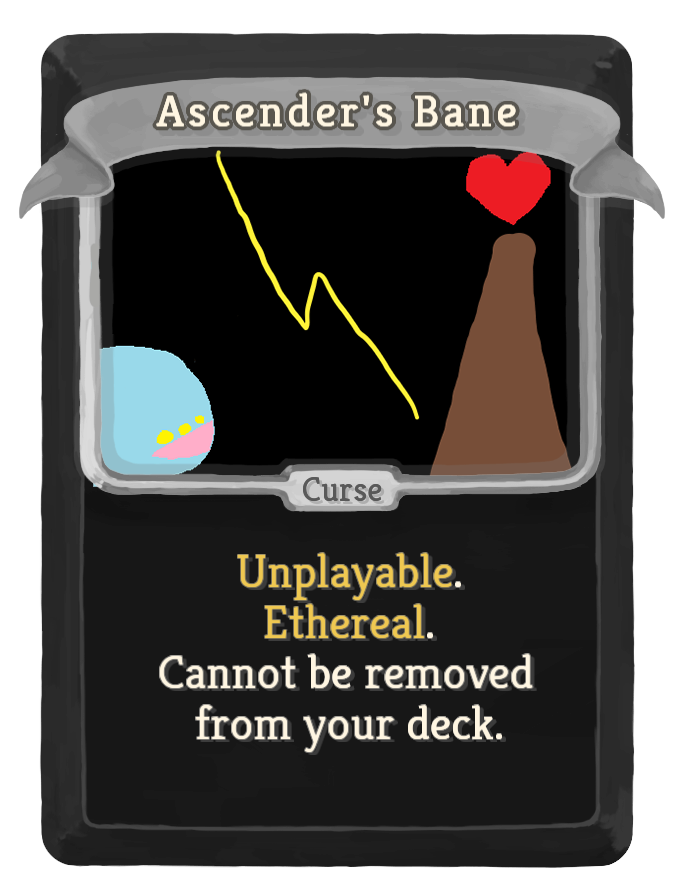 Ascender's Bane
Curse
Unplayable.
Ethereal.
Cannot be removed
from your deck.